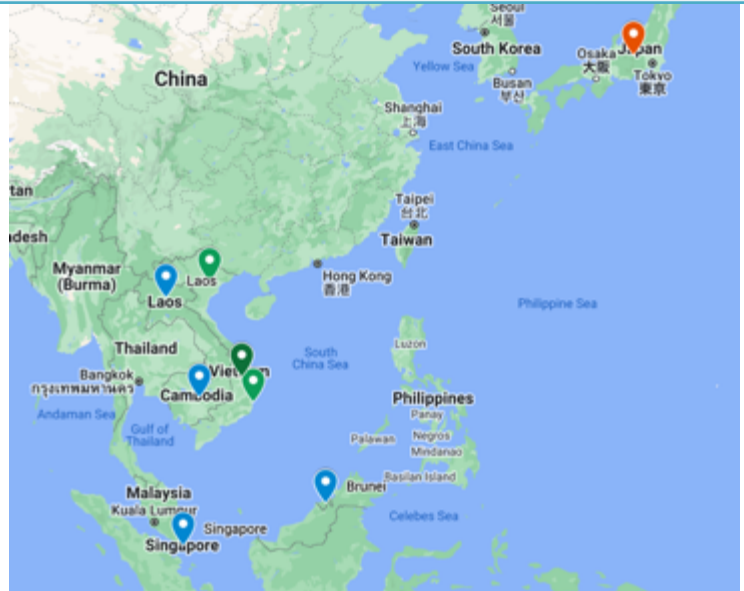 Seoul
서울
South Korea
Osaka
大阪
Japan
Yellow Sea
Busan
부산
Tokyo
東京
China
Shanghai
上海
East China Sea
tan
Taipei
台北
desh
Taiwan
Myanmar
(Burma)
Laos
Hong Kong
香港
Laos
Philippine Sea
Thailand
South
China Sea
Luzon
Vietnam
Bangkok
กรุงเทพมหานคร
Cambodia
Philippines
Andaman Sea
Gulf of
Thailand
Panay
Palawan
Negros
Mindanao
Basilan Island
Malaysia
Brunei
Kuala Lumpur
Singapore
Celebes Sea
Singapore